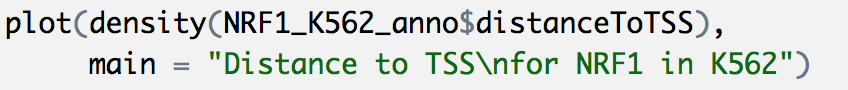 plot(density(NRF1_K562_anno$distanceToTSS),
     main = "Distance to TSS\nfor NRF1 in K562")